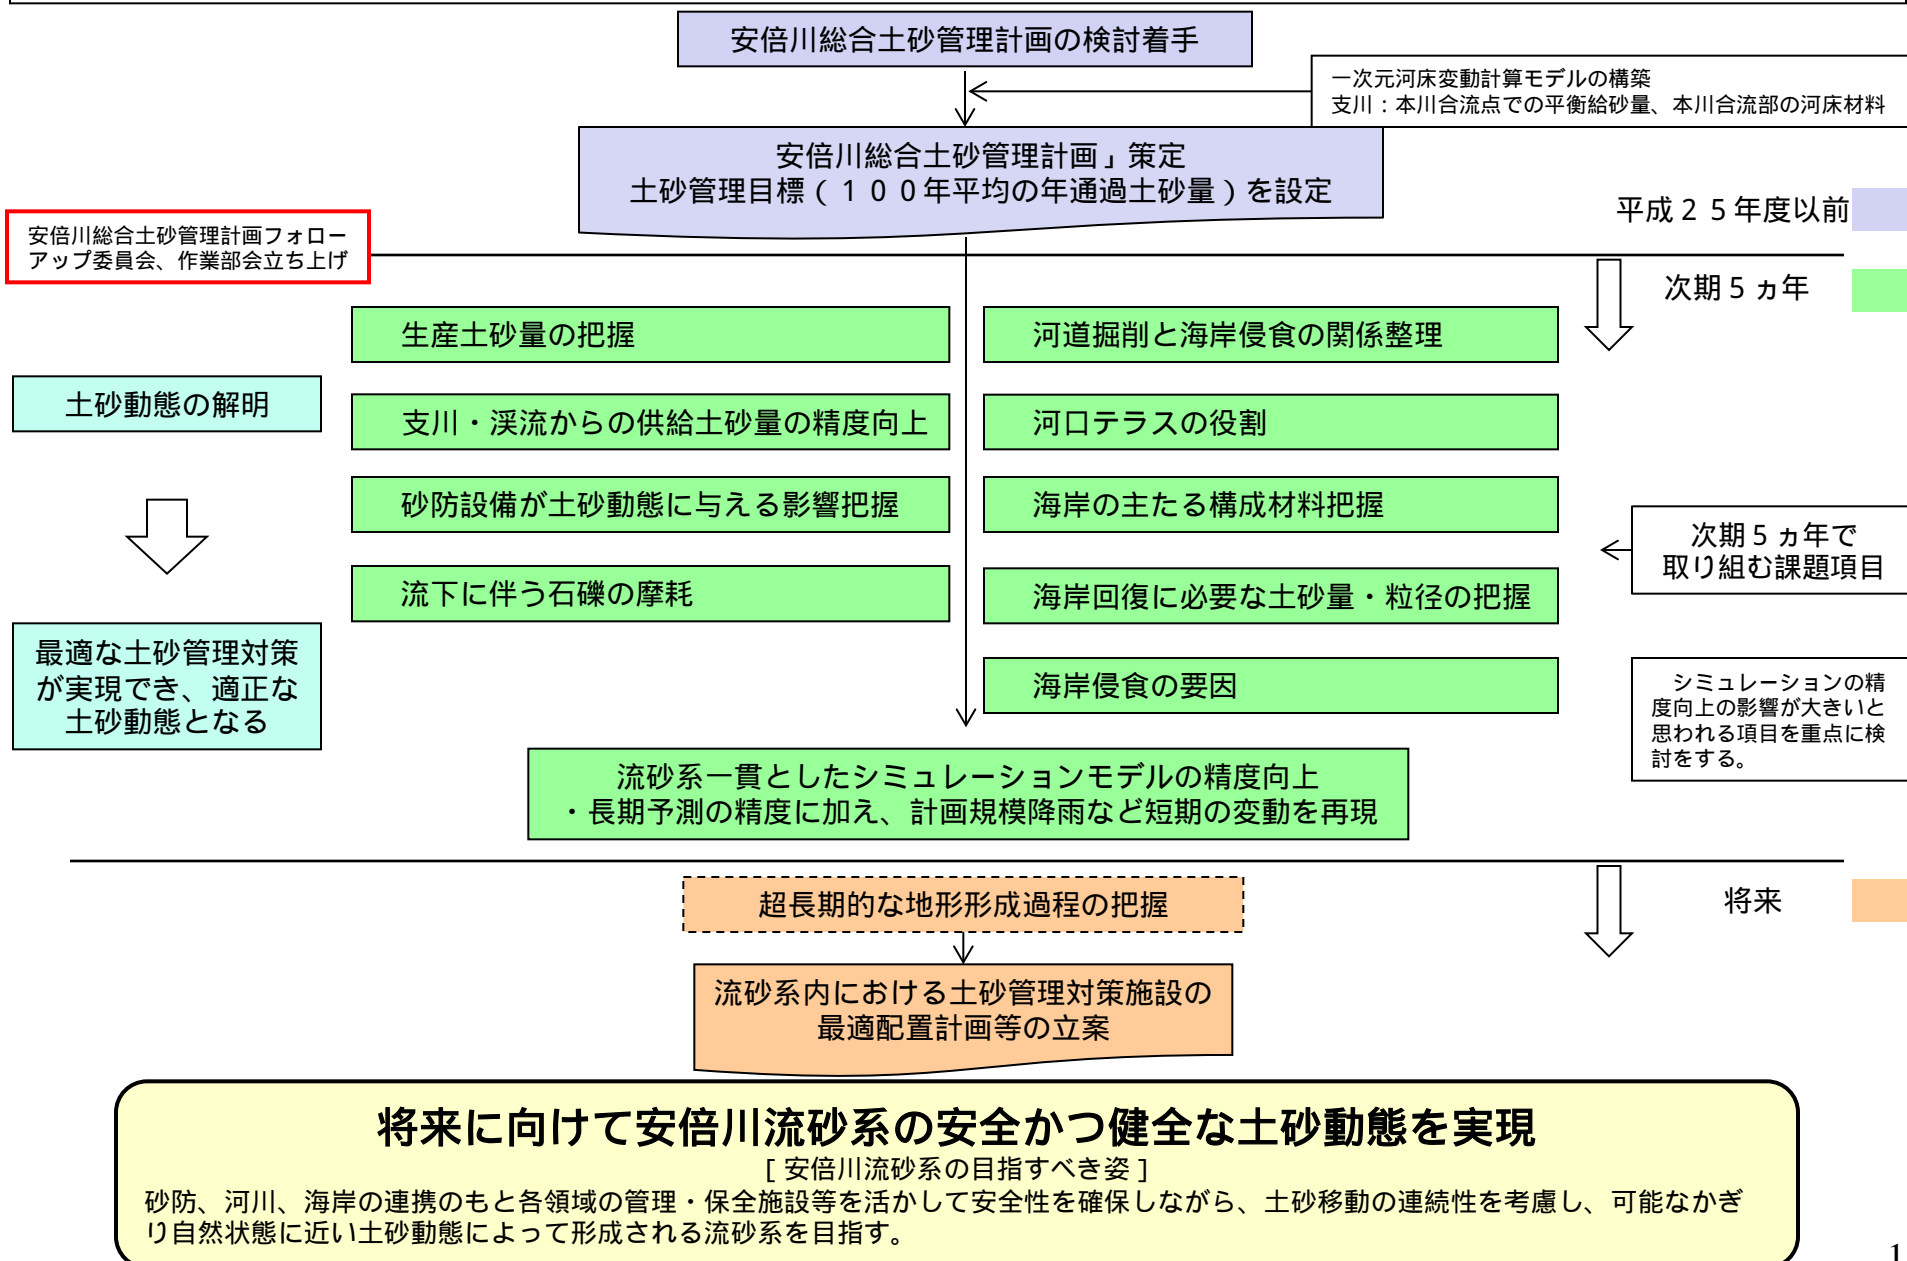 安倍川総合土砂管理計画の検討着手
一次元河床変動計算モデルの構築
支川：本川合流点での平衡給砂量、本川合流部の河床材料
安倍川総合土砂管理計画」策定
土砂管理目標（１００年平均の年通過土砂量）を設定
平成２５年度以前
安倍川総合土砂管理計画フォロー
アップ委員会、作業部会立ち上げ
次期５ヵ年
生産土砂量の把握
河道掘削と海岸侵食の関係整理
土砂動態の解明
支川・渓流からの供給土砂量の精度向上
河口テラスの役割
砂防設備が土砂動態に与える影響把握
海岸の主たる構成材料把握
次期５ヵ年で
取り組む課題項目
流下に伴う石礫の摩耗
海岸回復に必要な土砂量・粒径の把握
最適な土砂管理対策
が実現でき、適正な
土砂動態となる
海岸侵食の要因
シミュレーションの精
度向上の影響が大きいと
思われる項目を重点に検
討をする。
流砂系一貫としたシミュレーションモデルの精度向上
・長期予測の精度に加え、計画規模降雨など短期の変動を再現
超長期的な地形形成過程の把握
将来
流砂系内における土砂管理対策施設の
最適配置計画等の立案
将来に向けて安倍川流砂系の安全かつ健全な土砂動態を実現
［安倍川流砂系の目指すべき姿］
砂防、河川、海岸の連携のもと各領域の管理・保全施設等を活かして安全性を確保しながら、土砂移動の連続性を考慮し、可能なかぎ
り自然状態に近い土砂動態によって形成される流砂系を目指す。
1